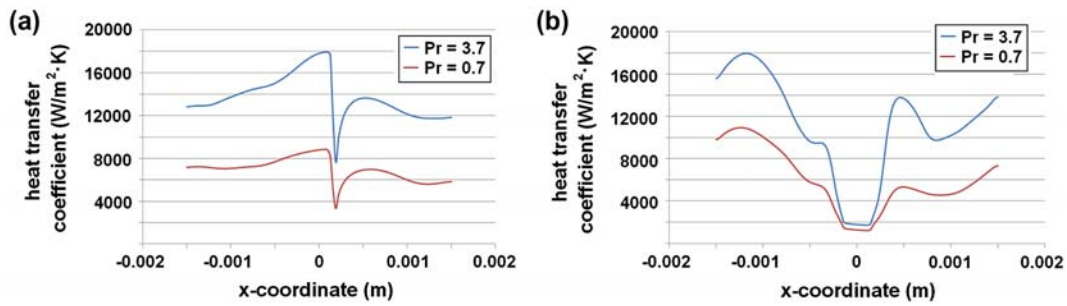 (a)
20000
16000
12000
8000
4000
heat transfer
coefficient (W/m²·K)
Pr = 3.7
Pr = 0.7
-0.002 -0.001 0 0.001 0.002
x-coordinate (m)
(b)
20000
16000
12000
8000
4000
heat transfer
coefficient (W/m²·K)
Pr = 3.7
Pr = 0.7
-0.002 -0.001 0 0.001 0.002
x-coordinate (m)